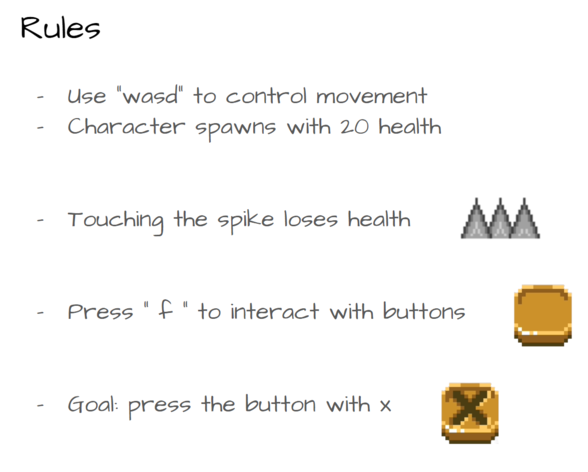 Rules
- Use "wasd" to control movement
- Character spawns with 20 health
- Touching the spike loses health
- Press " f " to interact with buttons
- Goal: press the button with x
X